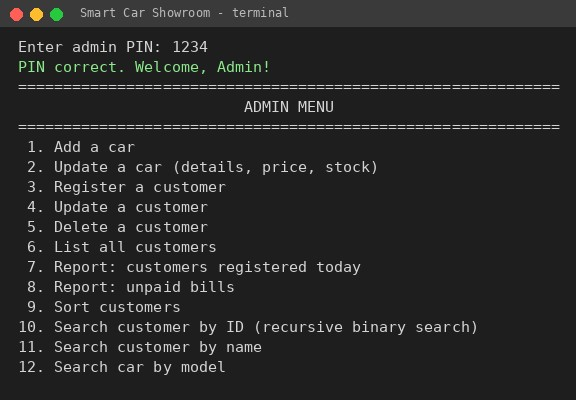 Smart Car Showroom - terminal
Enter admin PIN: 1234
PIN correct. Welcome, Admin!
============================================================
ADMIN MENU
============================================================
1. Add a car
2. Update a car (details, price, stock)
3. Register a customer
4. Update a customer
5. Delete a customer
6. List all customers
7. Report: customers registered today
8. Report: unpaid bills
9. Sort customers
10. Search customer by ID (recursive binary search)
11. Search customer by name
12. Search car by model